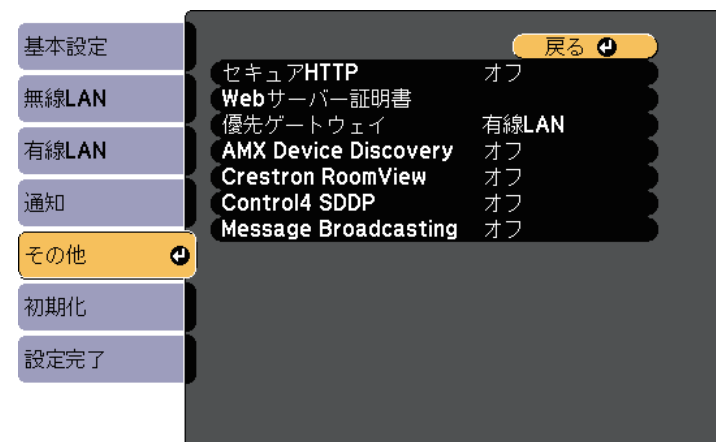 基本設定
無線LAN
有線LAN
通知
その他
初期化
設定完了
戻る
セキュアHTTP オフ
Webサーバー証明書
優先ゲートウェイ 有線LAN
AMX Device Discovery オフ
Crestron RoomView オフ
Control4 SDDP オフ
Message Broadcasting オフ